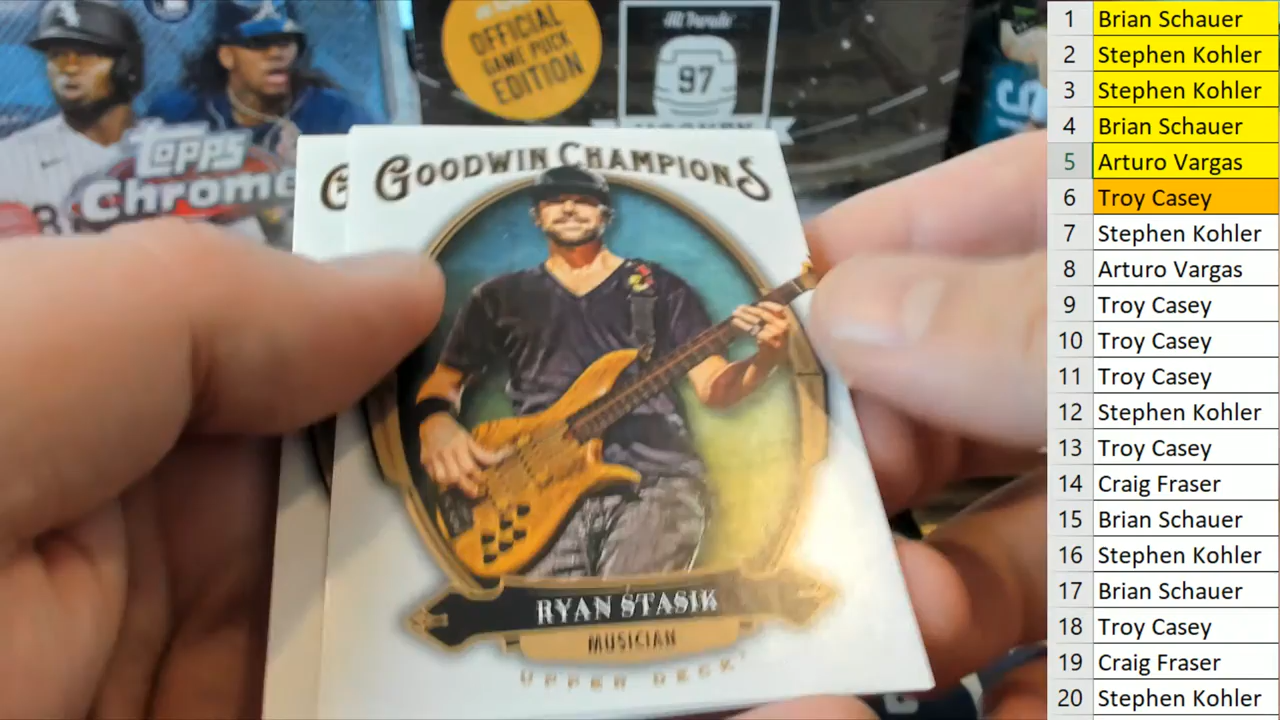 OFFICIAL
GAME PUCK
EDITION
97
Topps
Chrome
G
GOODWIN CHAMPIONS
RYAN STASIK
MUSICIAN
UPPER DECK
1 Brian Schauer
2 Stephen Kohler
3 Stephen Kohler
4 Brian Schauer
5 Arturo Vargas
6 Troy Casey
7 Stephen Kohler
8 Arturo Vargas
9 Troy Casey
10 Troy Casey
11 Troy Casey
12 Stephen Kohler
13 Troy Casey
14 Craig Fraser
15 Brian Schauer
16 Stephen Kohler
17 Brian Schauer
18 Troy Casey
19 Craig Fraser
20 Stephen Kohler